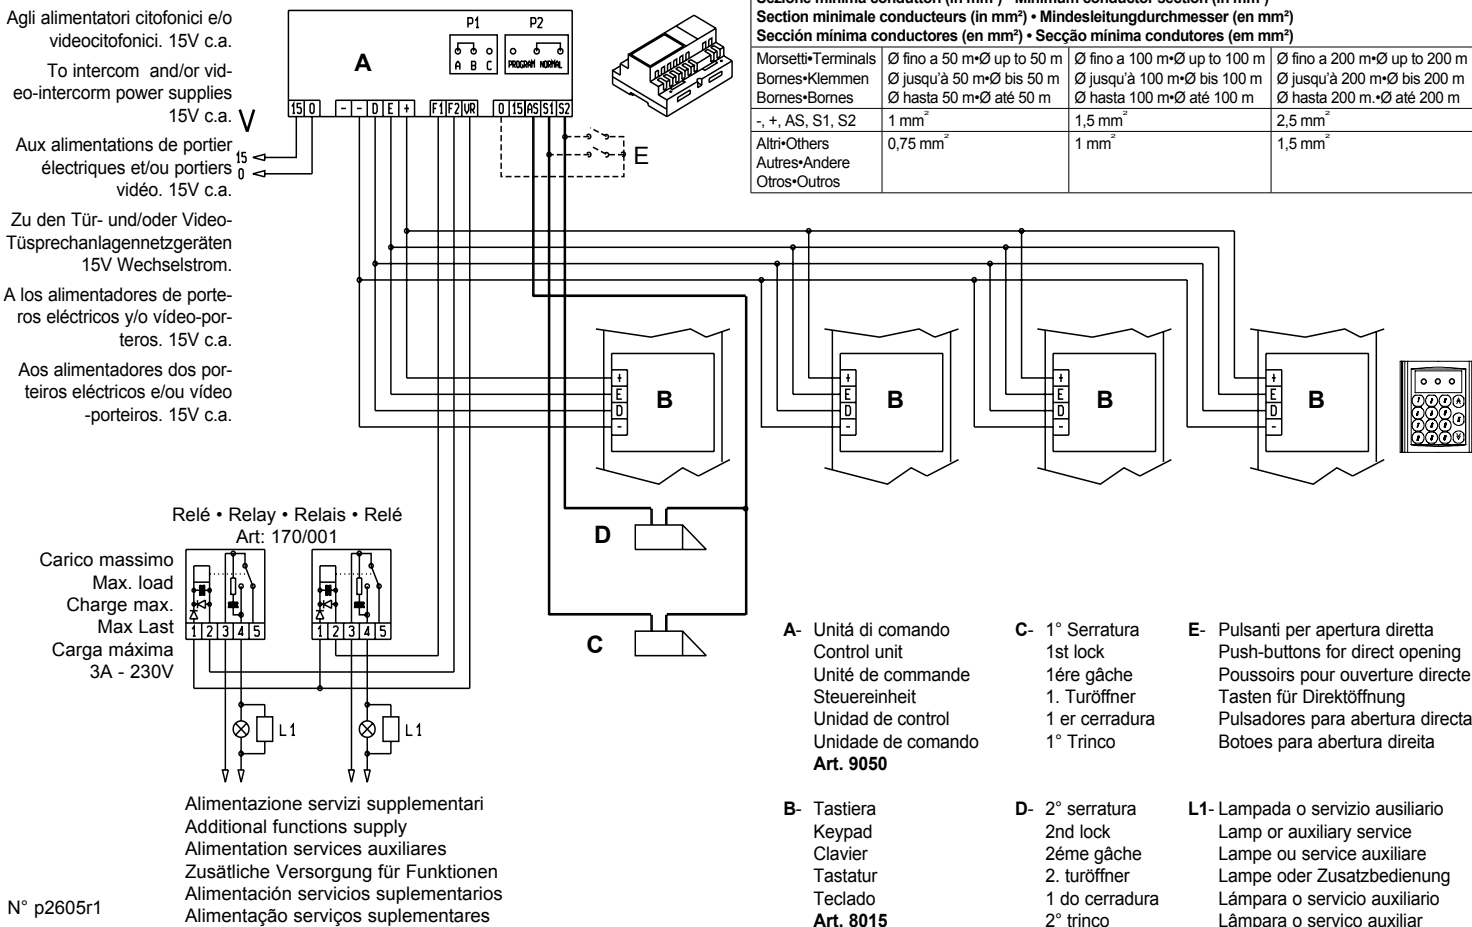 Agli alimentatori citofonici e/o
videocitofonici. 15V c.a.
To intercom and/or vid-
eo-intercorm power supplies
15V c.a.
Aux alimentations de portier
électriques et/ou portiers
vidéo. 15V c.a.
Zu den Tür- und/oder Video-
Tüsprechanlagennetzgeräten
15V Wechselstrom.
A los alimentadores de porte-
ros eléctricos y/o vídeo-por-
teros. 15V c.a.
Aos alimentadores dos por-
teiros eléctricos e/ou vídeo
-porteiros. 15V c.a.
V
15
0
A
P1
A B C
P2
PROGRAM NORMAL
15 0 - - D E + F1 F2 VR 0 15 AS S1 S2
E
Section minimale conducteurs (in mm²) • Mindesleitungdurchmesser (en mm²)
Sección mínima conductores (en mm²) • Secção mínima condutores (em mm²)
Morsetti•Terminals Ø fino a 50 m•Ø up to 50 m Ø fino a 100 m•Ø up to 100 m Ø fino a 200 m•Ø up to 200 m
Bornes•Klemmen Ø jusqu'à 50 m•Ø bis 50 m Ø jusqu'à 100 m•Ø bis 100 m Ø jusqu'à 200 m•Ø bis 200 m
Bornes•Bornes Ø hasta 50 m•Ø até 50 m Ø hasta 100 m•Ø até 100 m Ø hasta 200 m.•Ø até 200 m
-, +, AS, S1, S2 1 mm² 1,5 mm² 2,5 mm²
Altri•Others 0,75 mm² 1 mm² 1,5 mm²
Autres•Andere
Otros•Outros
+ E D - B
+ E D - B
+ E D - B
+ E D - B
D
C
Relé • Relay • Relais • Relé
Art: 170/001
Carico massimo
Max. load
Charge max.
Max Last
Carga máxima
3A - 230V
1 2 3 4 5
1 2 3 4 5
L1
L1
Alimentazione servizi supplementari
Additional functions supply
Alimentation services auxiliares
Zusätliche Versorgung für Funktionen
Alimentación servicios suplementarios
Alimentação serviços suplementares
N° p2605r1
A- Unitá di comando
Control unit
Unité de commande
Steuereinheit
Unidad de control
Unidade de comando
Art. 9050
B- Tastiera
Keypad
Clavier
Tastatur
Teclado
Art. 8015
C- 1° Serratura
1st lock
1ére gâche
1. Turöffner
1 er cerradura
1° Trinco
D- 2° serratura
2nd lock
2éme gâche
2. turöffner
1 do cerradura
2° trinco
E- Pulsanti per apertura diretta
Push-buttons for direct opening
Poussoirs pour ouverture directe
Tasten für Direktöffnung
Pulsadores para abertura directa
Botoes para abertura direita
L1- Lampada o servizio ausiliario
Lamp or auxiliary service
Lampe ou service auxiliare
Lampe oder Zusatzbedienung
Lámpara o servicio auxiliario
Lâmpara o serviço auxiliar